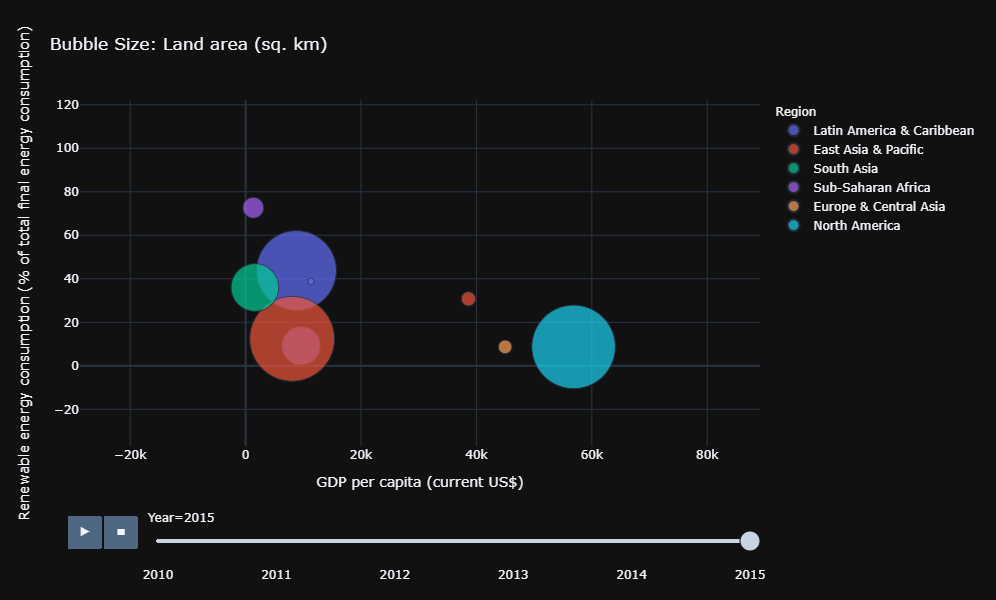 Bubble Size: Land area (sq. km)
Renewable energy consumption (% of total final energy consumption)
120
100
80
60
40
20
0
−20
−20k
0
20k
40k
60k
80k
GDP per capita (current US$)
Region
Latin America & Caribbean
East Asia & Pacific
South Asia
Sub-Saharan Africa
Europe & Central Asia
North America
Year=2015
2010
2011
2012
2013
2014
2015